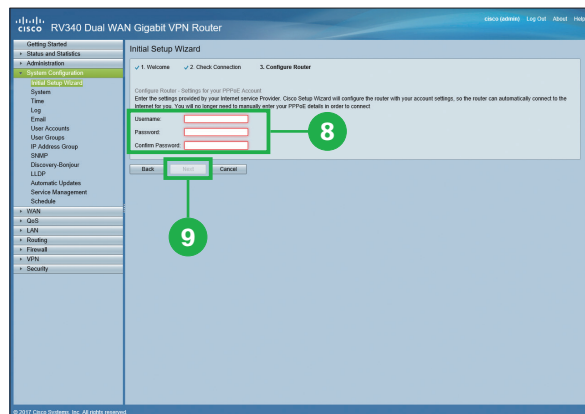 cisco RV340 Dual WAN Gigabit VPN Router
cisco (admin) Log Out About Help
Getting Started
Status and Statistics
Administration
System Configuration
Initial Setup Wizard
System
Time
Log
Email
User Accounts
User Groups
IP Address Group
SNMP
Discovery-Bonjour
LLDP
Automatic Updates
Service Management
Schedule
WAN
QoS
LAN
Routing
Firewall
VPN
Security
Initial Setup Wizard
1. Welcome 2. Check Connection 3. Configure Router
Configure Router - Settings for your PPPoE Account
Enter the settings provided by your internet service Provider. Cisco Setup Wizard will configure the router with your account settings, so the router can automatically connect to the
internet for you. You will no longer need to manually enter your PPPoE details in order to connect
Username:
Password:
Confirm Password:
8
Back Next Cancel
9
© 2017 Cisco Systems, Inc. All rights reserved